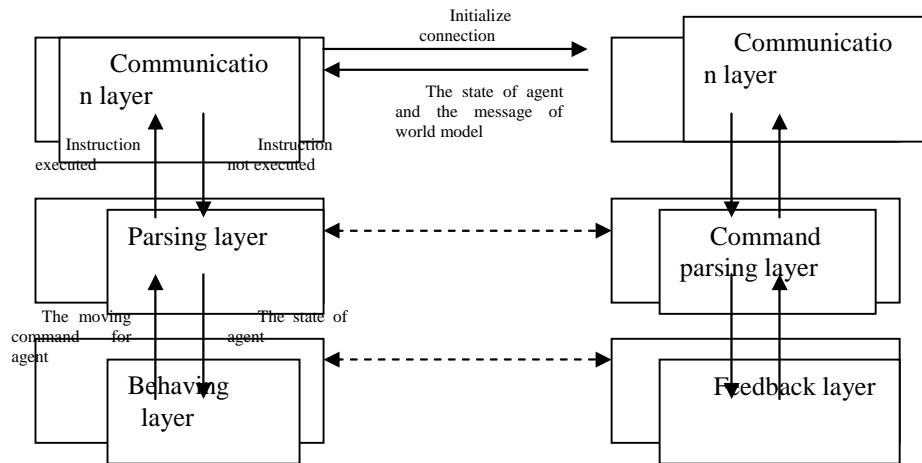 Initialize
connection
Communicatio
n layer
Communicatio
n layer
The state of agent
and the message of
world model
Instruction
executed
Instruction
not executed
Parsing layer
Command
parsing layer
The moving
command for
agent
The state of
agent
Behaving
layer
Feedback layer